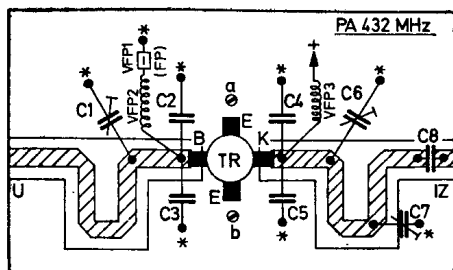 PA 432 MHz
*
VFP1
(FP)
VFP2
*
*
C1
C2
a
E
+
VFP3
*
C4
C6
*
C8
B
TR
K
U
C3
E
C5
IZ
C7
*
*
b
*